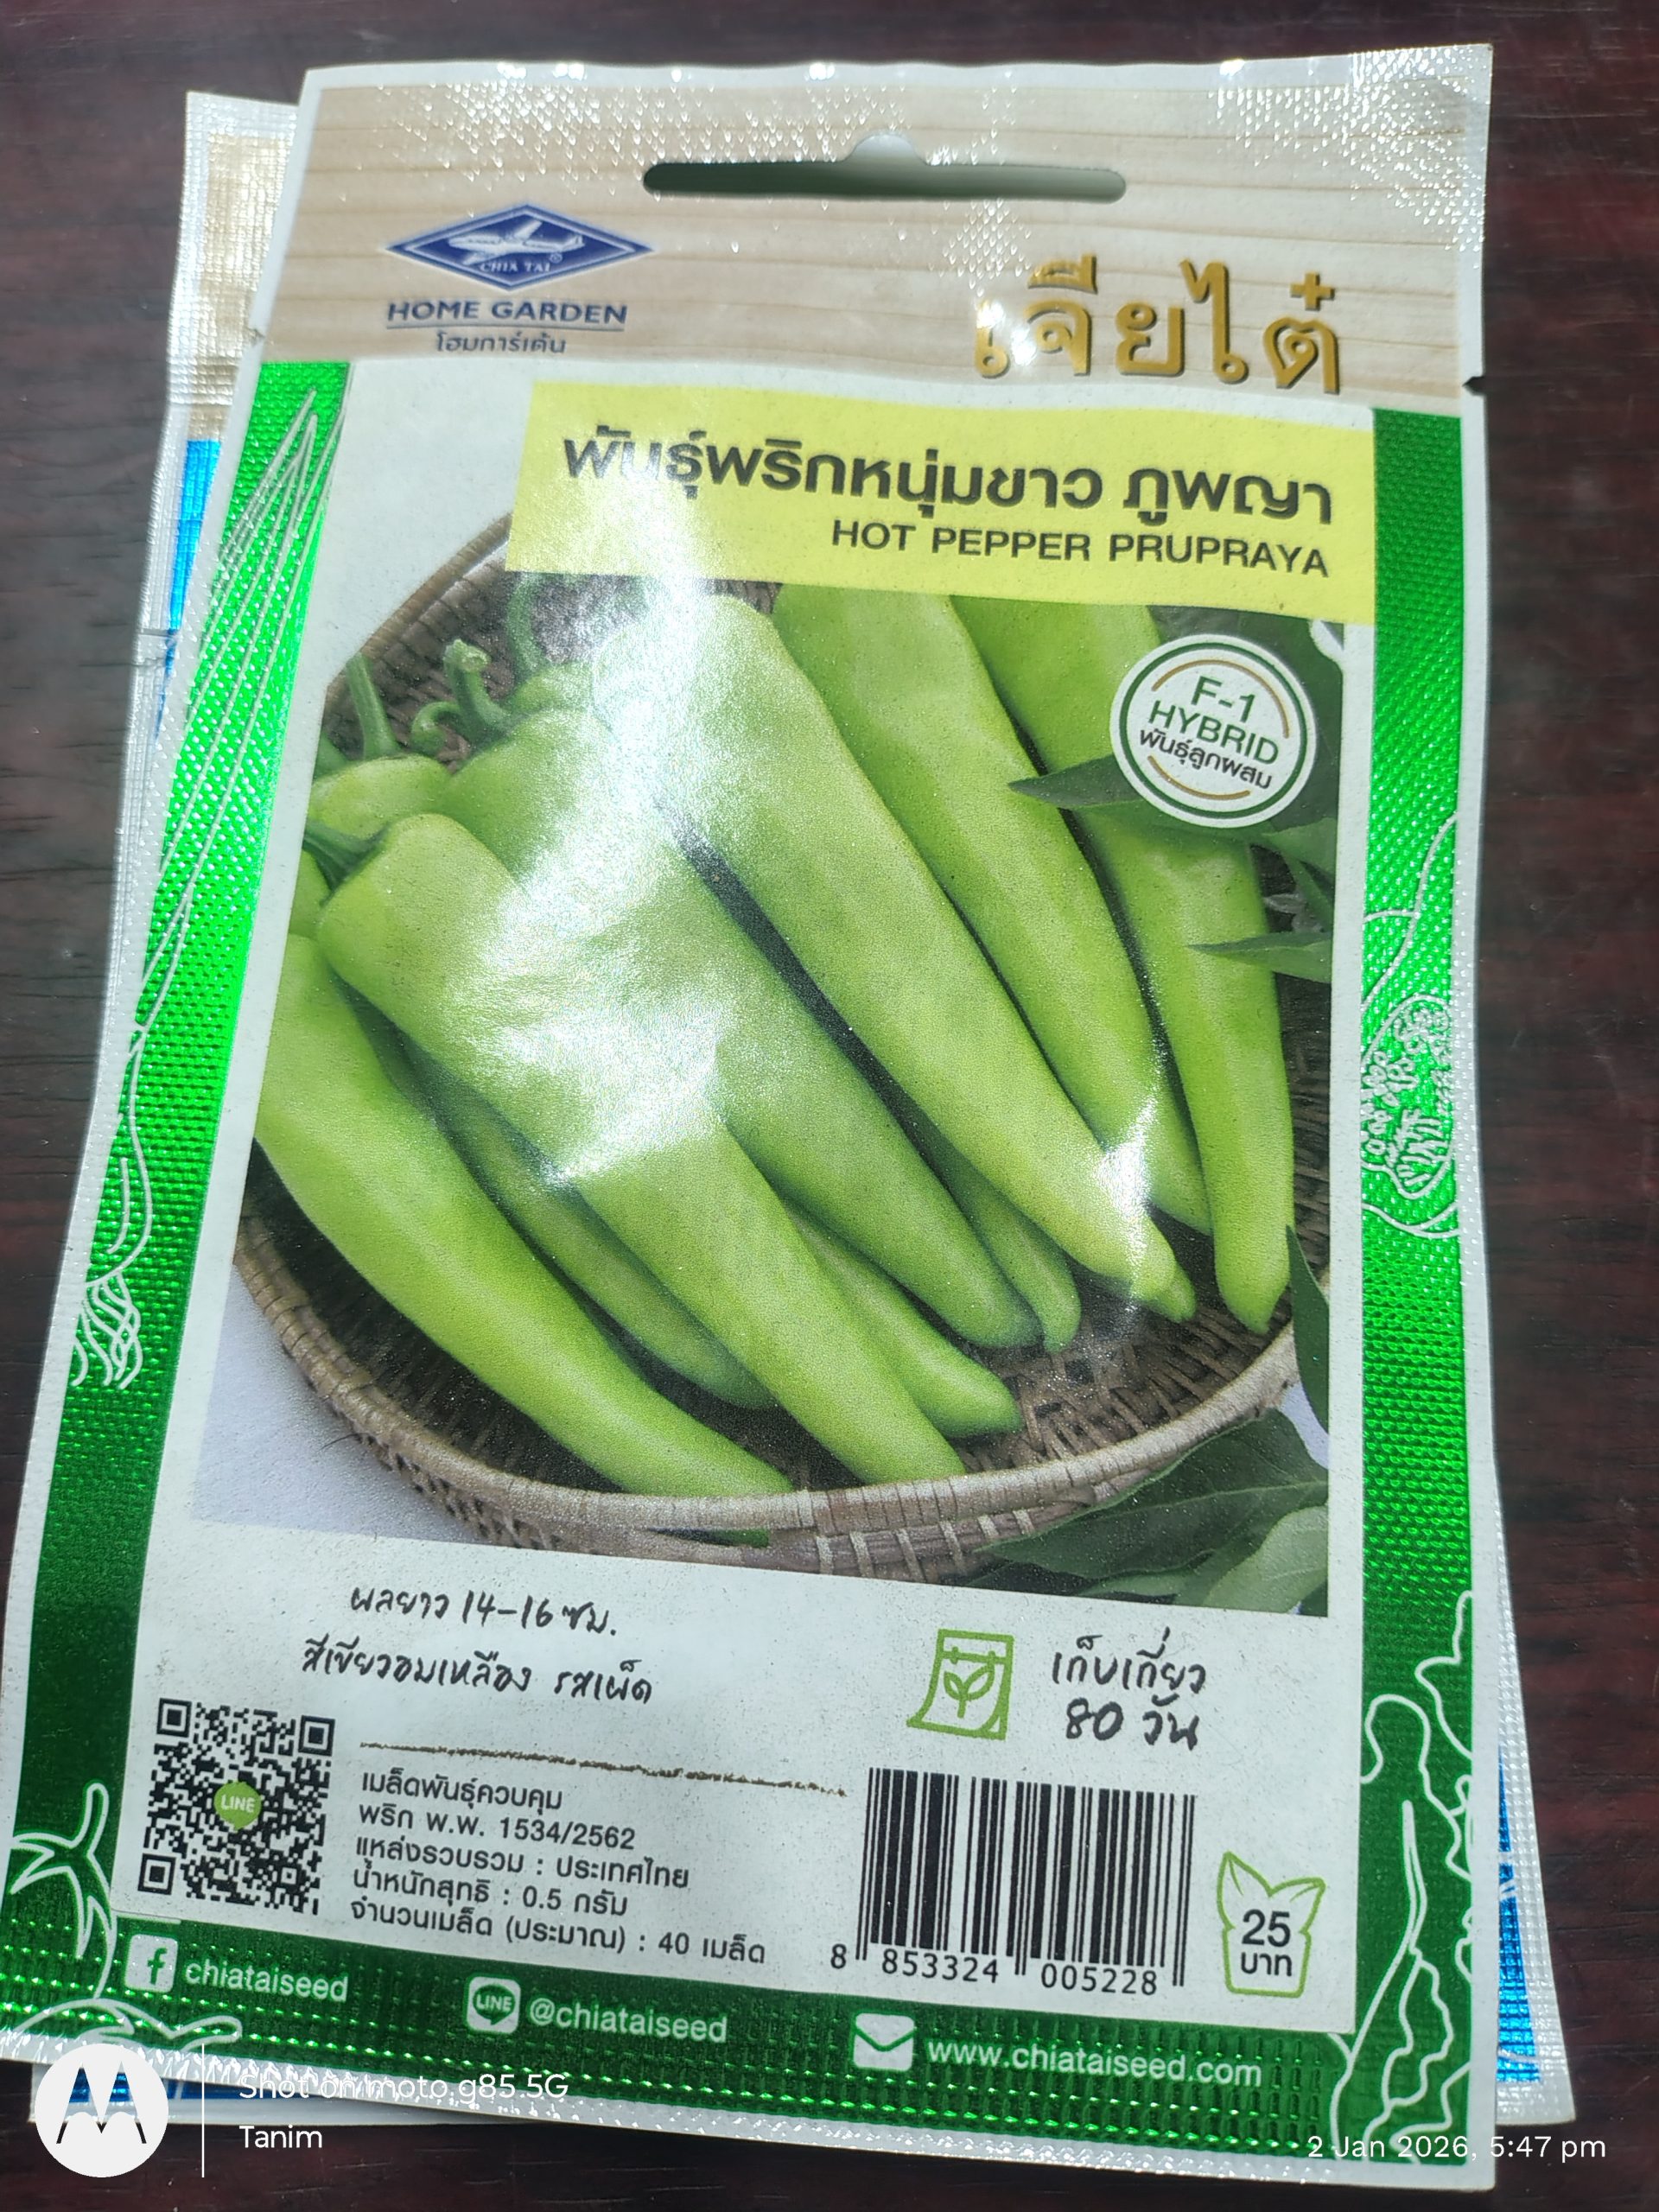 CHIA TAI
HOME GARDEN
โฮมการ์เด้น
เจียไต๋
พันธุ์พริกหนุ่มขาว ภูพญา
HOT PEPPER PRUPRAYA
F-1
HYBRID
พันธุ์ลูกผสม
ผลยาว 14-16 ซม.
สีเขียวอมเหลือง รสเผ็ด
เก็บเกี่ยว
80 วัน
LINE
เมล็ดพันธุ์ควบคุม
พริก พ.พ. 1534/2562
แหล่งรวบรวม : ประเทศไทย
น้ำหนักสุทธิ : 0.5 กรัม
จำนวนเมล็ด (ประมาณ) : 40 เมล็ด
8 853324 005228
25
บาท
chiataiseed
LINE @chiataiseed
www.chiataiseed.com
Shot on moto g85 5G
Tanim
2 Jan 2026, 5:47 pm